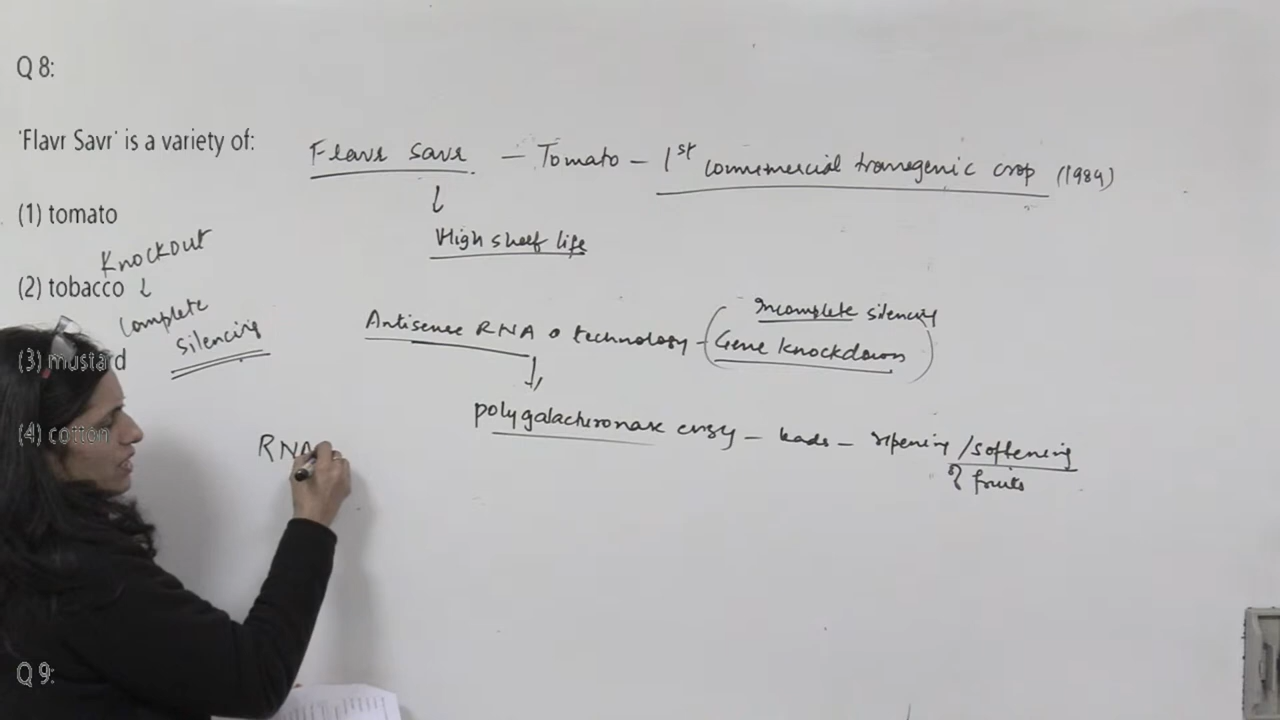 Q 8:
'Flavr Savr' is a variety of:
(1) tomato
(2) tobacco
(3) mustard
(4) cotton
Q 9:
Flavr Savr – Tomato – 1st commemercial transgenic crop (1989)
↓
High shelf life
Knockout
↓
Complete
silencing
Antisense RNA technology – (Gene knockdown)
Incomplete silencing
polygalacturonase enzy – leads – ripening /softening
of fruits
RNA